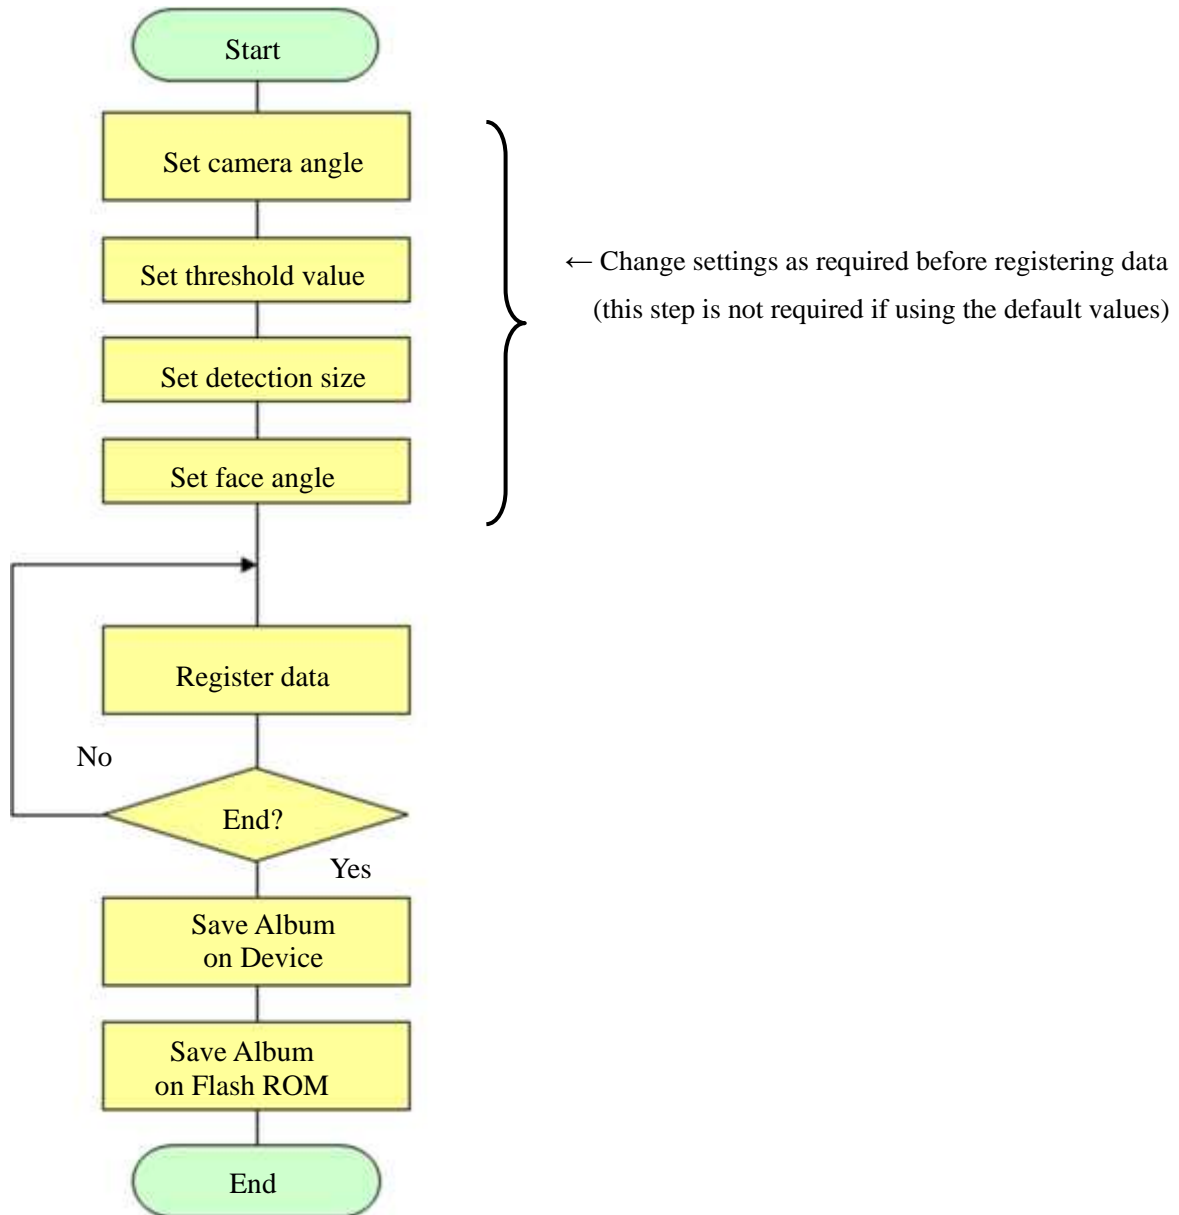 Start
Set camera angle
Set threshold value
← Change settings as required before registering data
(this step is not required if using the default values)
Set detection size
Set face angle
Register data
No
End?
Yes
Save Album
on Device
Save Album
on Flash ROM
End